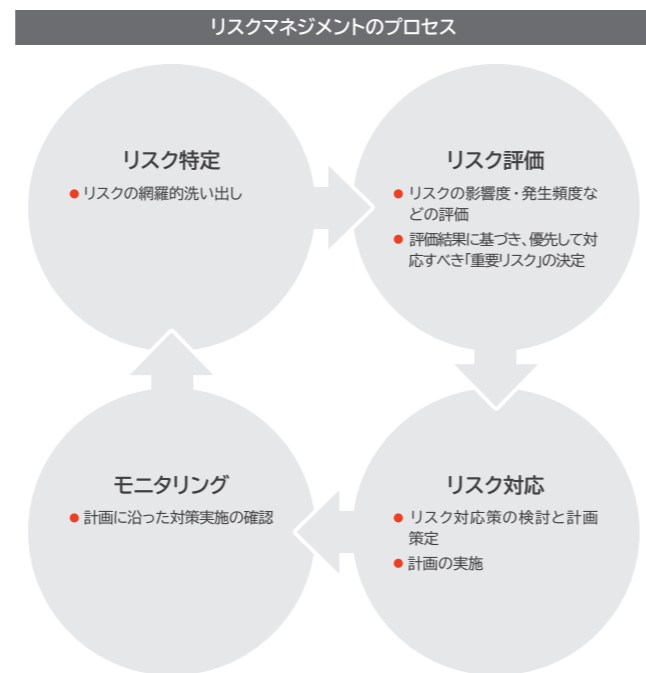 リスクマネジメントのプロセス
リスク特定
● リスクの網羅的洗い出し
リスク評価
● リスクの影響度・発生頻度な
どの評価
● 評価結果に基づき、優先して対
応すべき「重要リスク」の決定
モニタリング
● 計画に沿った対策実施の確認
リスク対応
● リスク対応策の検討と計画
策定
● 計画の実施